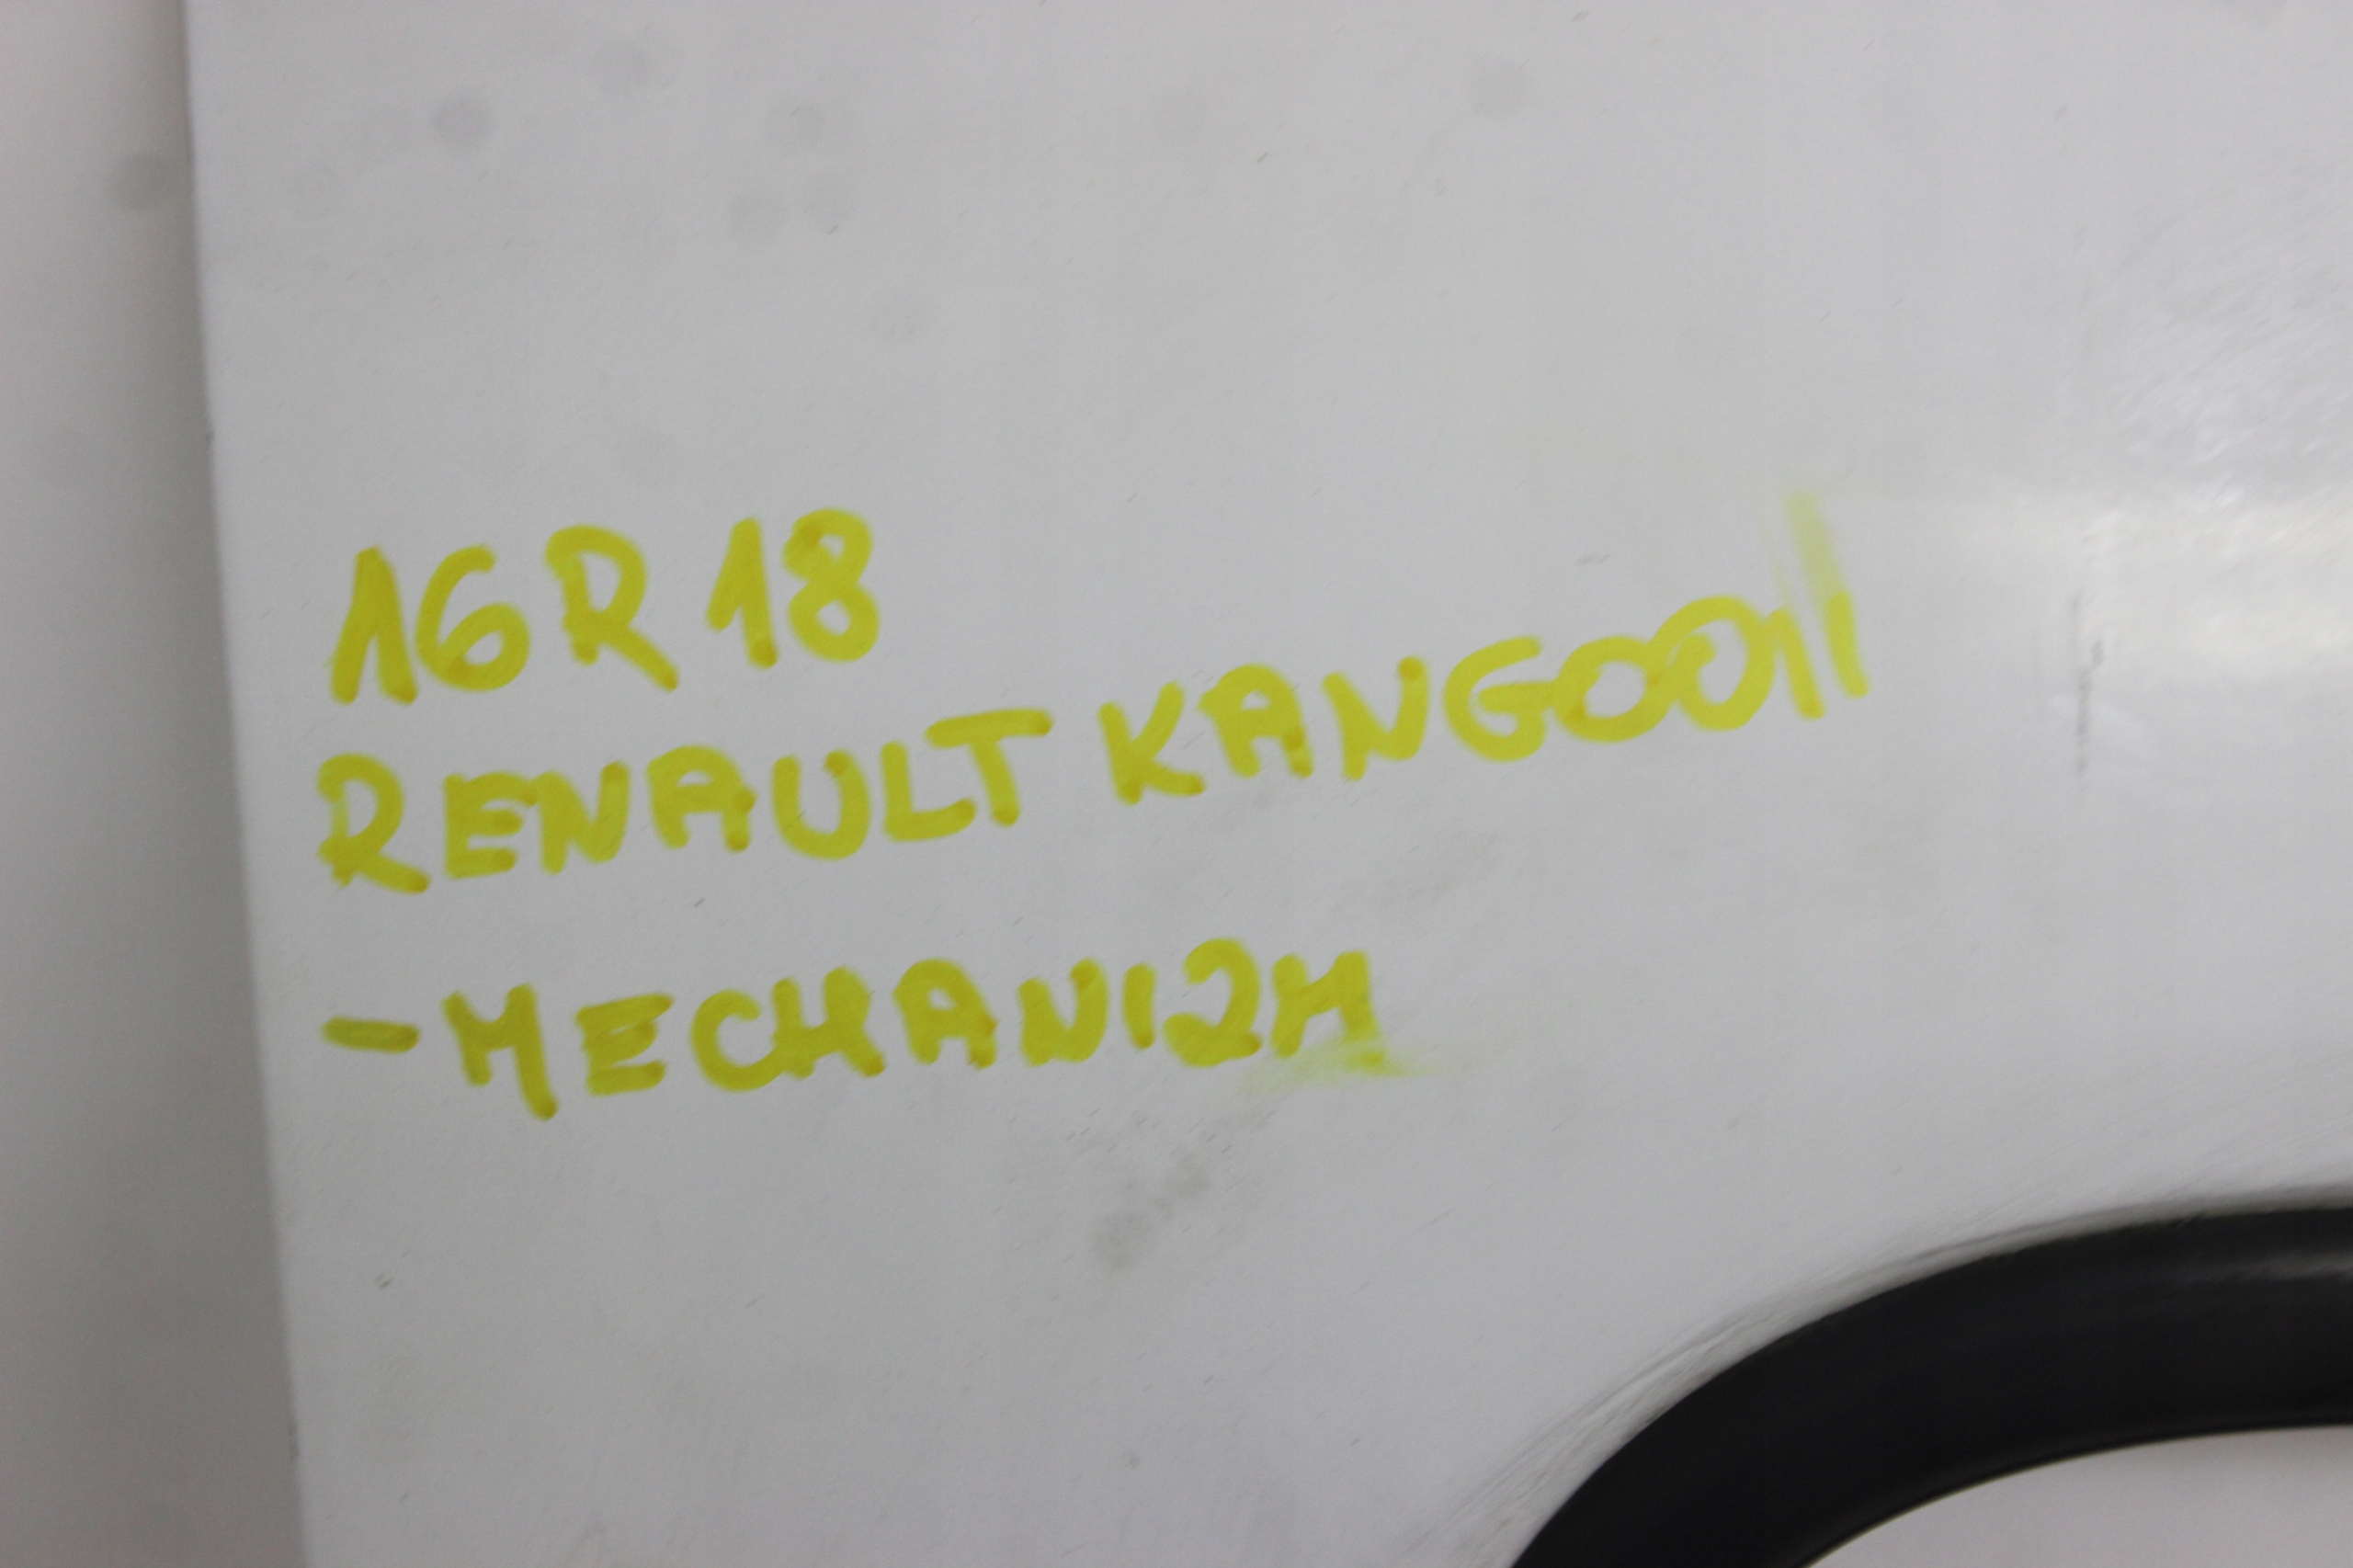 16R18
RENAULT KANGOO II
- MECHANIZM